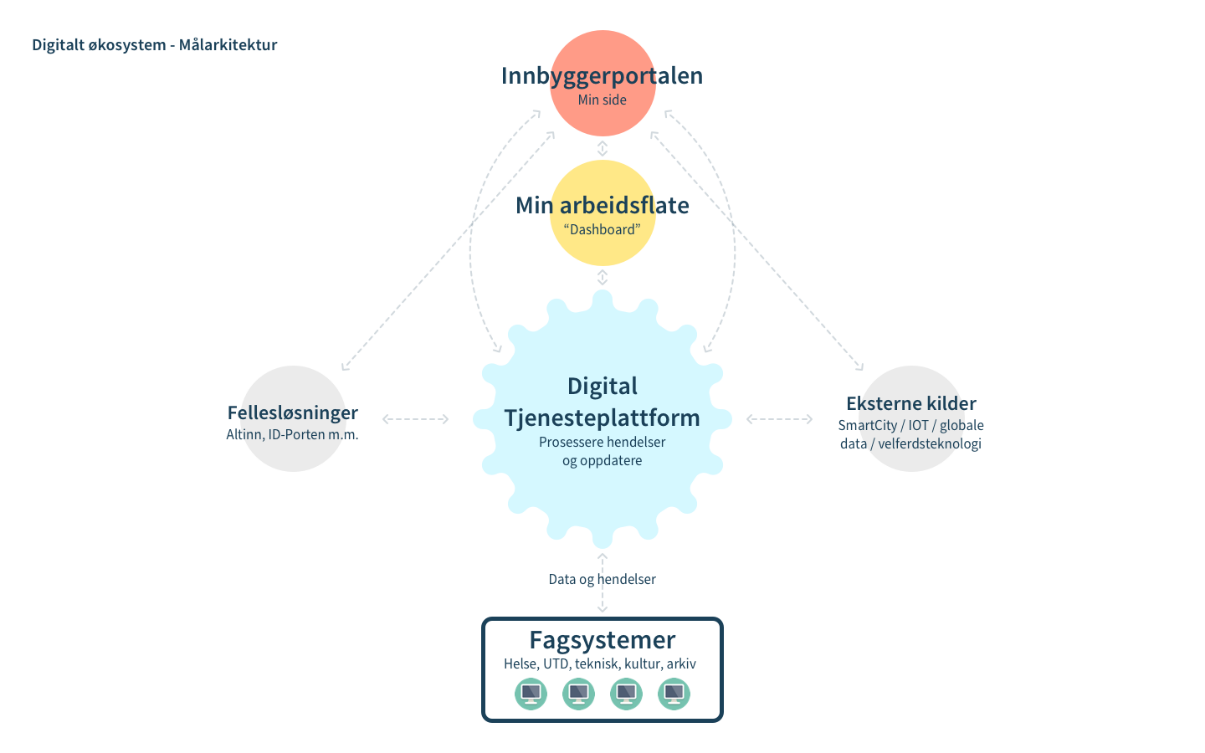 Digitalt økosystem - Målarkitektur
Innbyggerportalen
Min side
Min arbeidsflate
“Dashboard”
Digital
Tjenesteplattform
Prosessere hendelser
og oppdatere
Fellesløsninger
Altinn, ID-Porten m.m.
Eksterne kilder
SmartCity / IOT / globale
data / velferdsteknologi
Data og hendelser
Fagsystemer
Helse, UTD, teknisk, kultur, arkiv